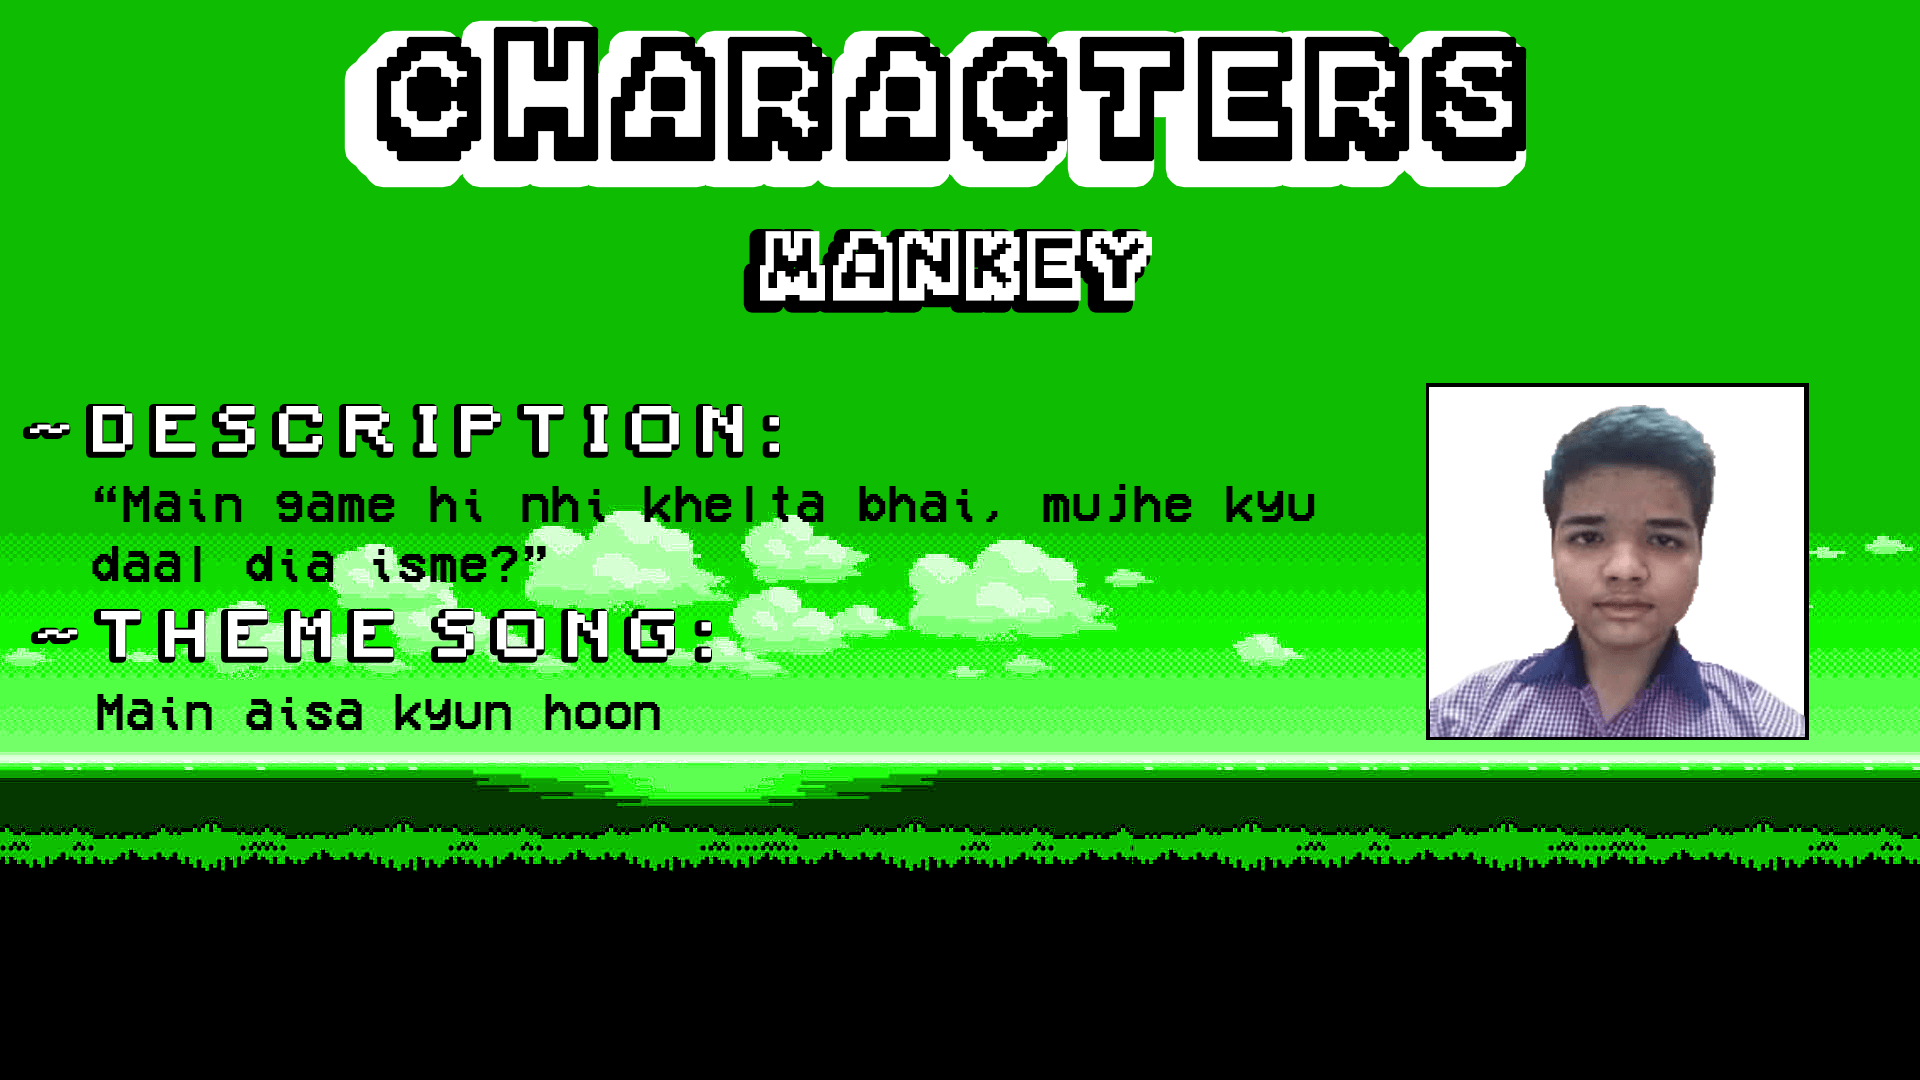 CHARACTERS
MANKEY
~DESCRIPTION:
“Main game hi nhi khelta bhai, mujhe kyu
daal dia isme?”
~THEME SONG:
Main aisa kyun hoon